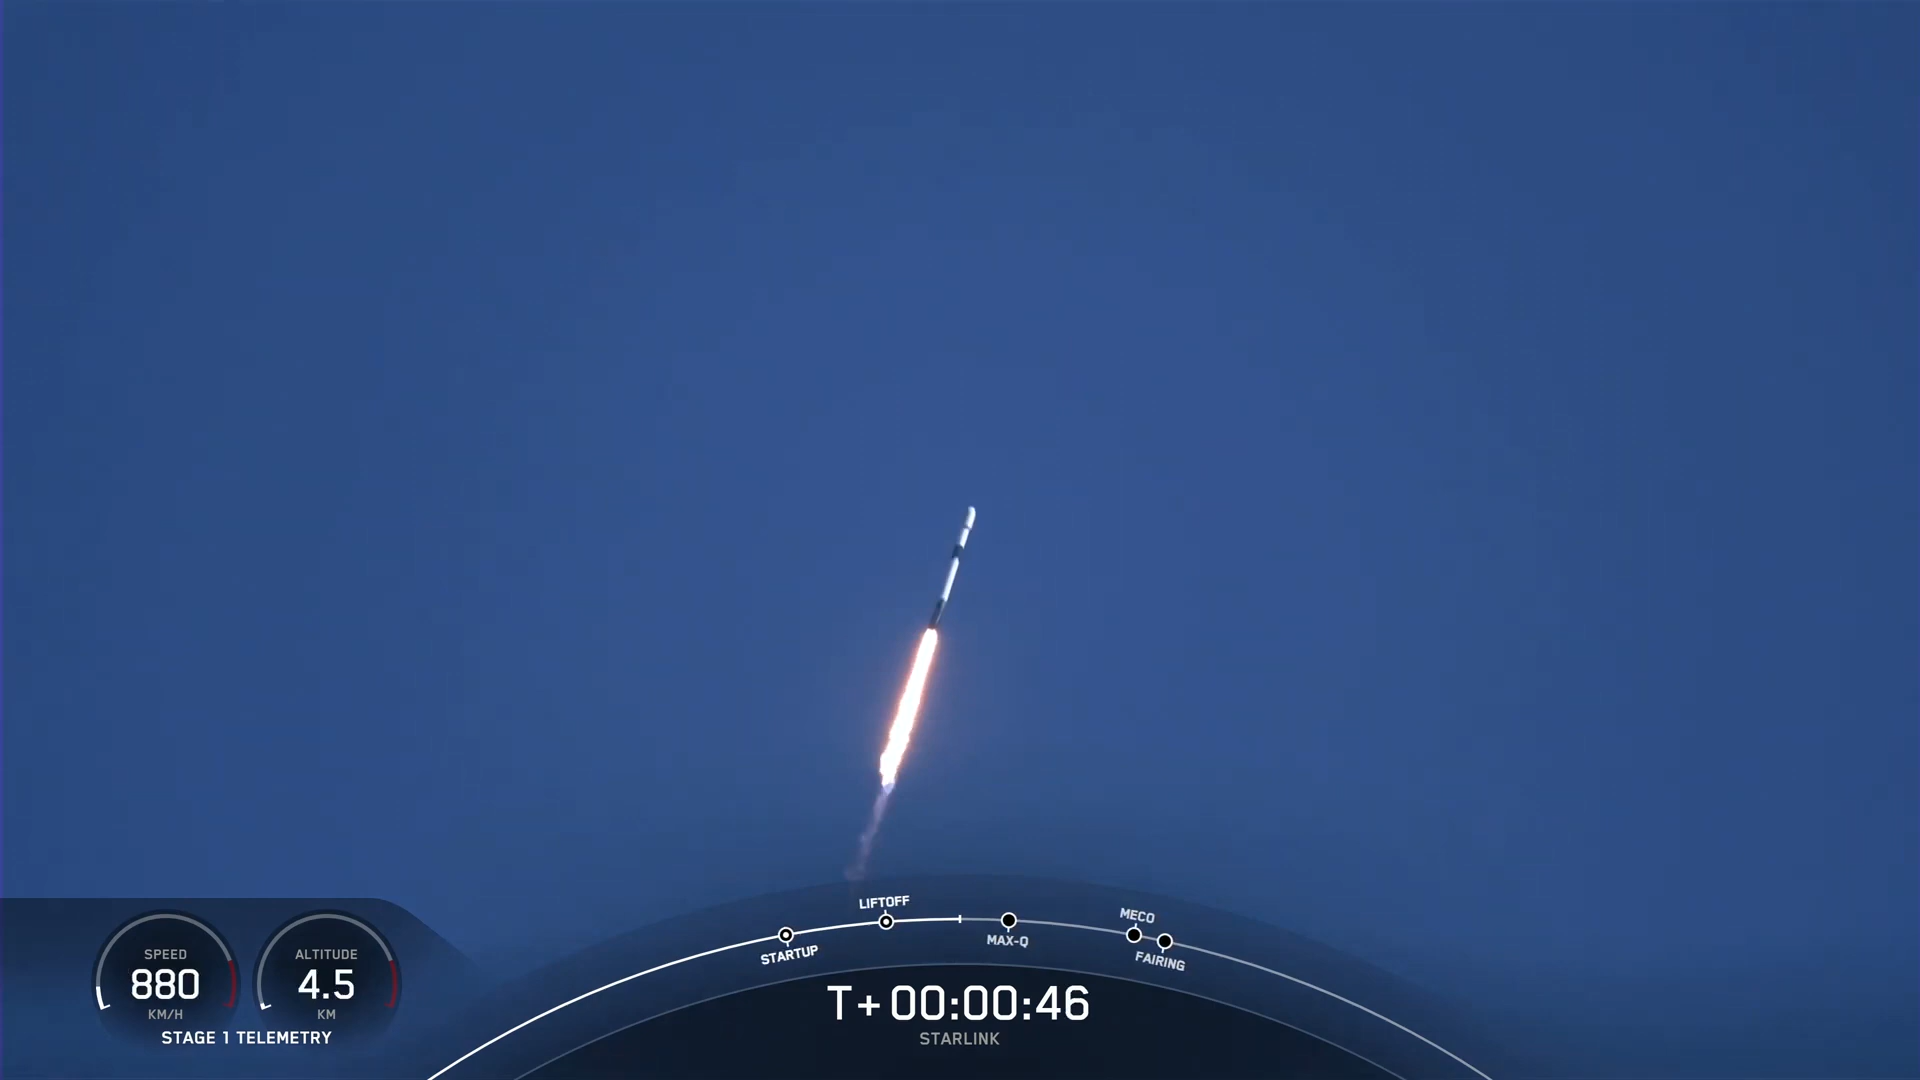 LIFTOFF
STARTUP
MAX-Q
MECO
FAIRING
SPEED
880
KM/H
ALTITUDE
4.5
KM
STAGE 1 TELEMETRY
T+00:00:46
STARLINK